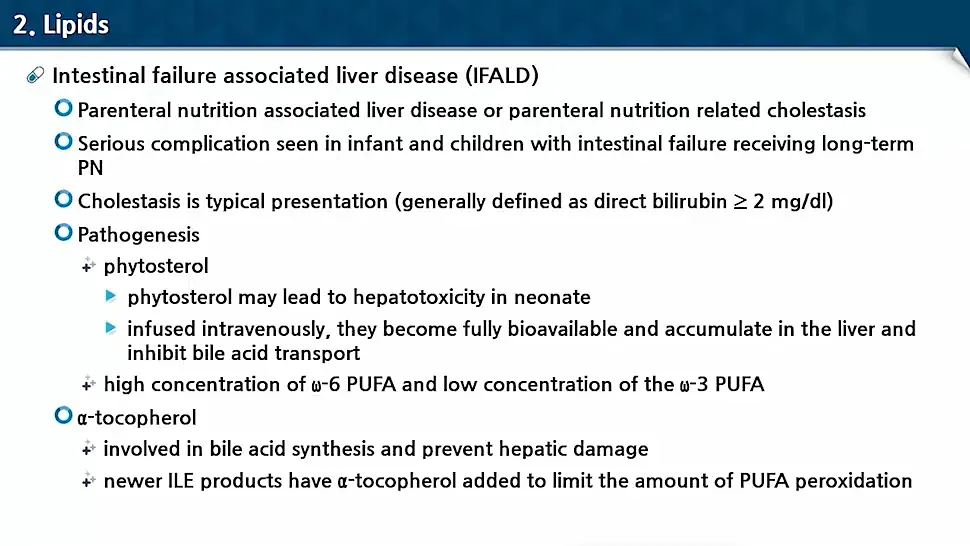 2. Lipids
Intestinal failure associated liver disease (IFALD)
Parenteral nutrition associated liver disease or parenteral nutrition related cholestasis
Serious complication seen in infant and children with intestinal failure receiving long-term
PN
Cholestasis is typical presentation (generally defined as direct bilirubin ≥ 2 mg/dl)
Pathogenesis
phytosterol
phytosterol may lead to hepatotoxicity in neonate
infused intravenously, they become fully bioavailable and accumulate in the liver and
inhibit bile acid transport
high concentration of ω-6 PUFA and low concentration of the ω-3 PUFA
α-tocopherol
involved in bile acid synthesis and prevent hepatic damage
newer ILE products have α-tocopherol added to limit the amount of PUFA peroxidation